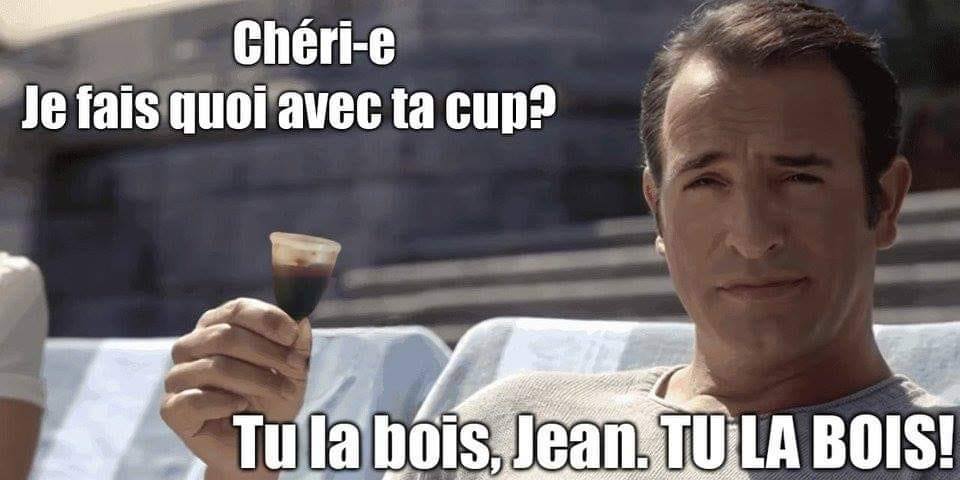 Chéri-e
Je fais quoi avec ta cup?
Tu la bois, Jean. TU LA BOIS!